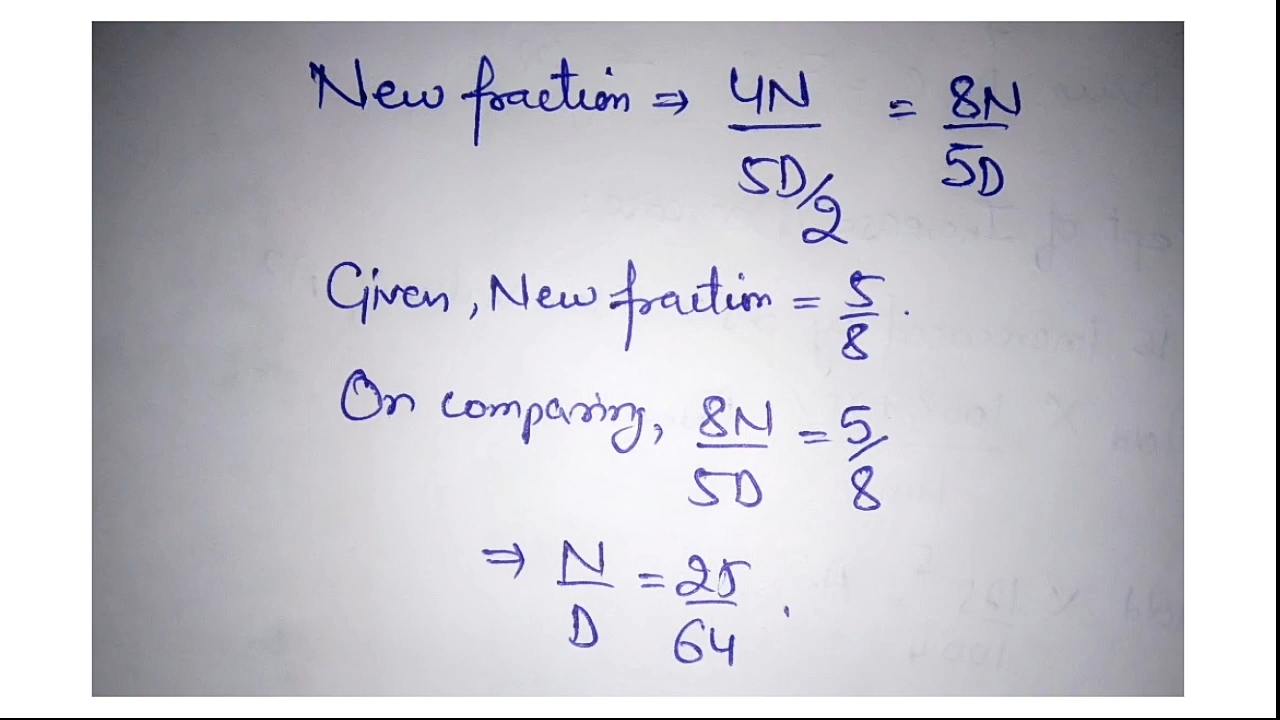 New fraction ⇒ 4N/(5D/2) = 8N/5D
Given, New fraction = 5/8.
On comparing, 8N/5D = 5/8
⇒ N/D = 25/64.